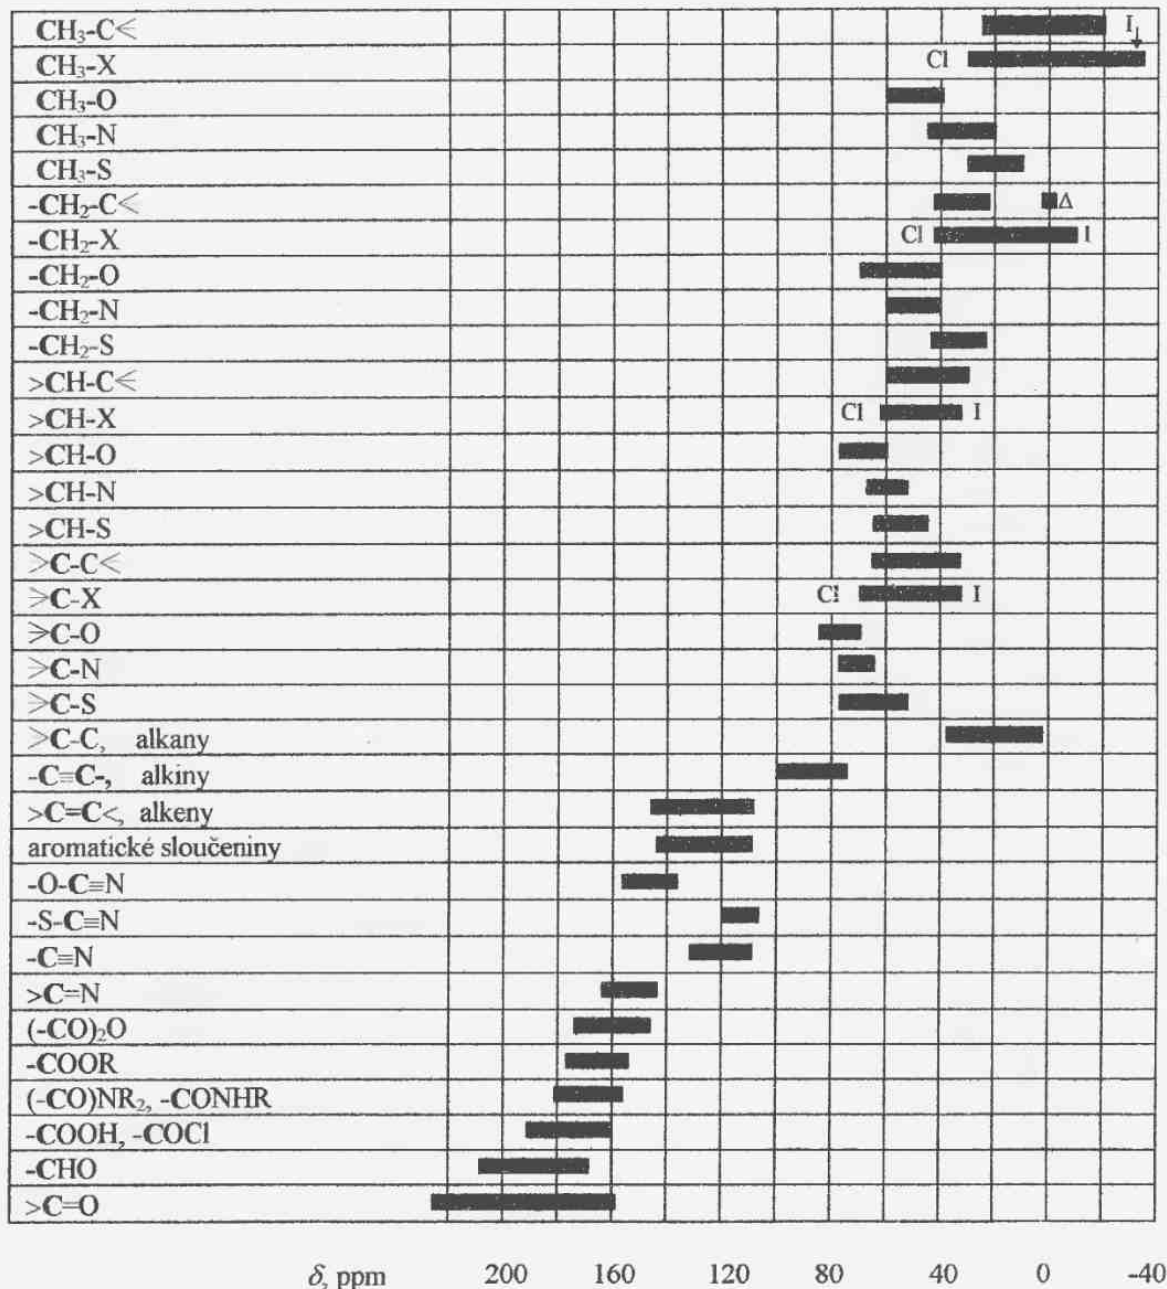 CH₃-C⋜
I
CH₃-X Cl
CH₃-O
CH₃-N
CH₃-S
-CH₂-C⋜ Δ
-CH₂-X Cl I
-CH₂-O
-CH₂-N
-CH₂-S
>CH-C⋜
>CH-X Cl I
>CH-O
>CH-N
>CH-S
⋝C-C⋜
⋝C-X Cl I
⋝C-O
⋝C-N
⋝C-S
⋝C-C, alkany
-C≡C-, alkiny
>C=C<, alkeny
aromatické sloučeniny
-O-C≡N
-S-C≡N
-C≡N
>C=N
(-CO)₂O
-COOR
(-CO)NR₂, -CONHR
-COOH, -COCl
-CHO
>C=O
δ, ppm 200 160 120 80 40 0 -40